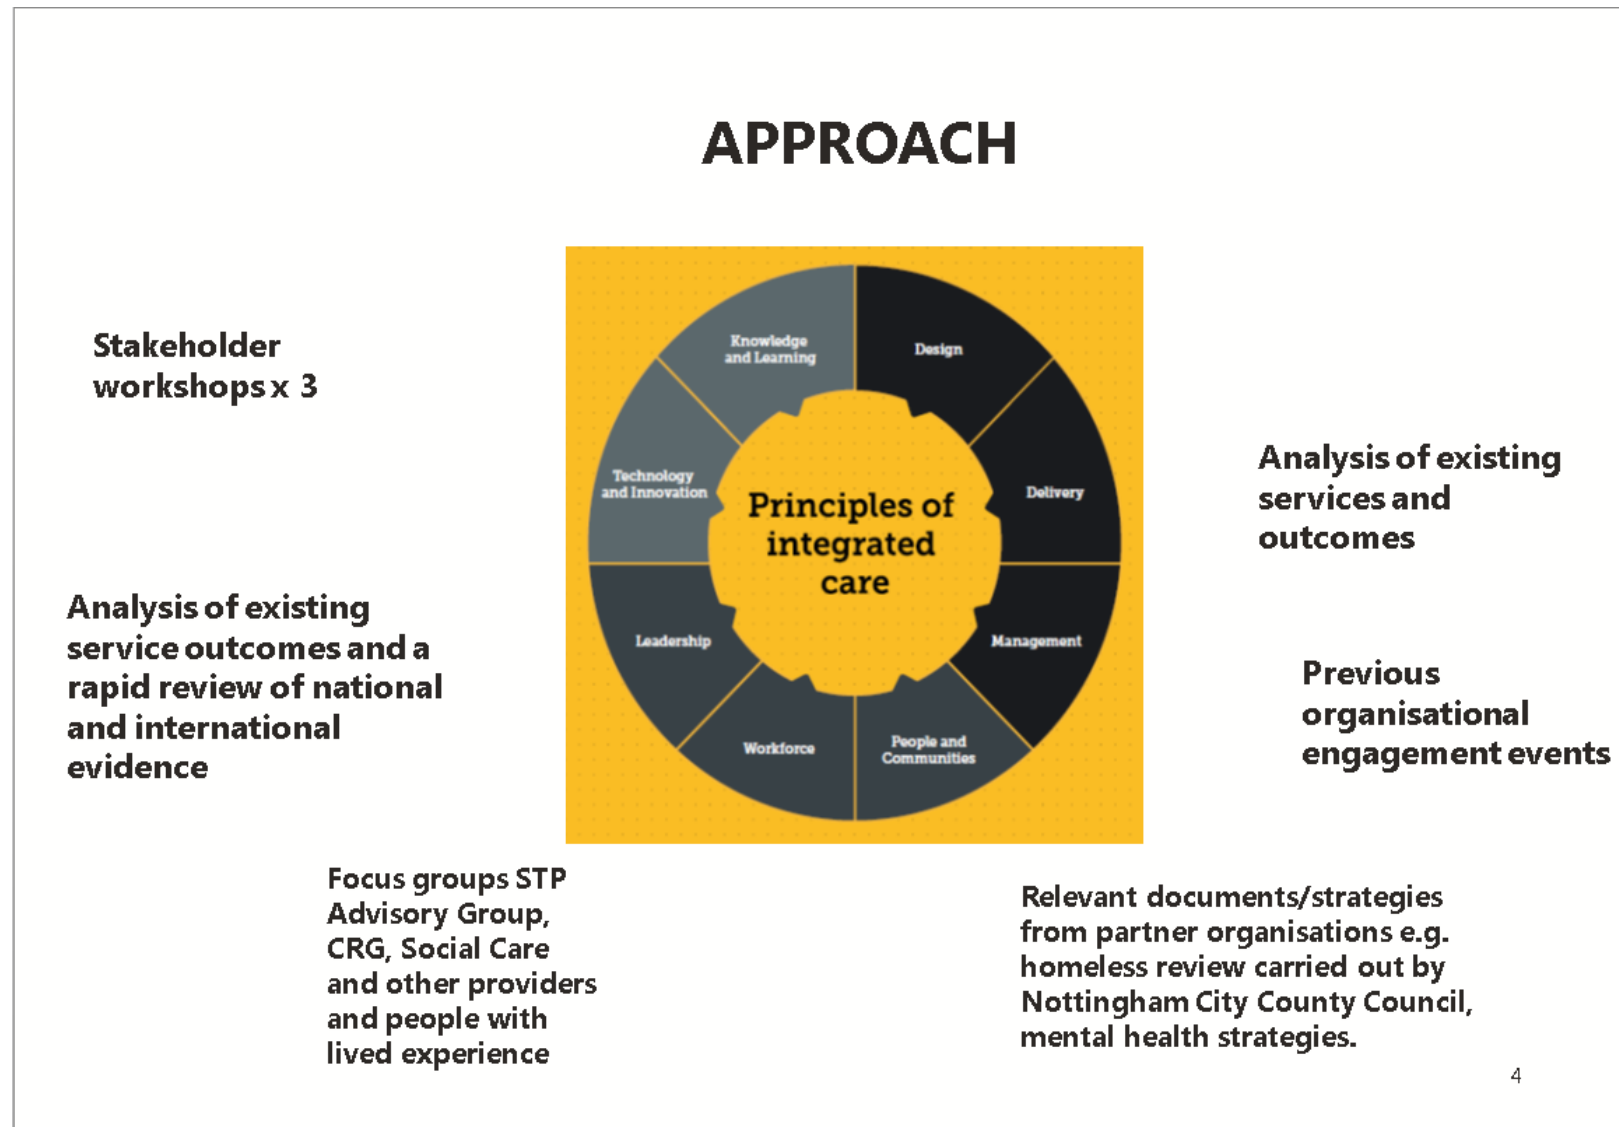 APPROACH
Stakeholder
workshops x 3
Analysis of existing
service outcomes and a
rapid review of national
and international
evidence
Knowledge
and Learning
Design
Technology
and Innovation
Delivery
Principles of
integrated
care
Leadership
Management
Workforce
People and
Communities
Analysis of existing
services and
outcomes
Previous
organisational
engagement events
Focus groups STP
Advisory Group,
CRG, Social Care
and other providers
and people with
lived experience
Relevant documents/strategies
from partner organisations e.g.
homeless review carried out by
Nottingham City County Council,
mental health strategies.
4